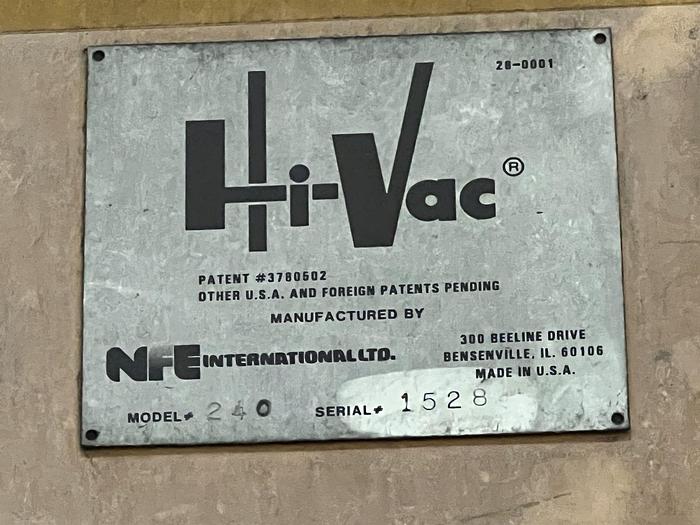 28-0001
Hi-Vac®
PATENT #3780502
OTHER U.S.A. AND FOREIGN PATENTS PENDING
MANUFACTURED BY
NFE INTERNATIONAL LTD.
300 BEELINE DRIVE
BENSENVILLE, IL. 60106
MADE IN U.S.A.
MODEL# 240
SERIAL# 1528